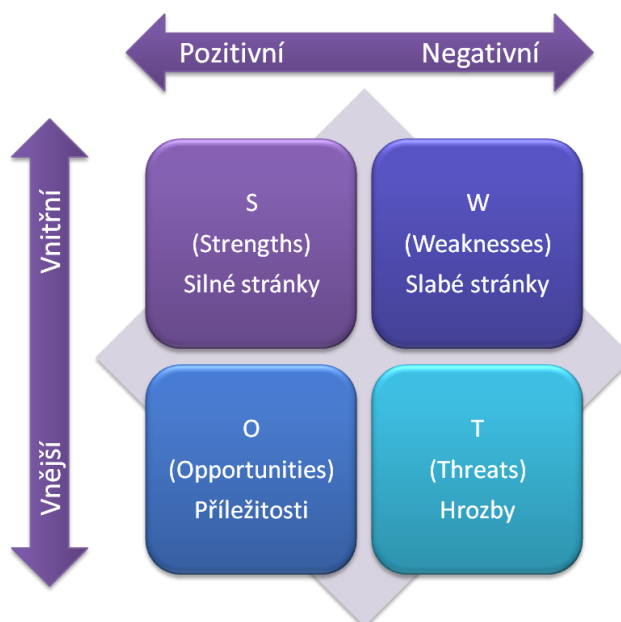 Pozitivní Negativní
Vnitřní
Vnější
S
(Strengths)
Silné stránky
W
(Weaknesses)
Slabé stránky
O
(Opportunities)
Příležitosti
T
(Threats)
Hrozby